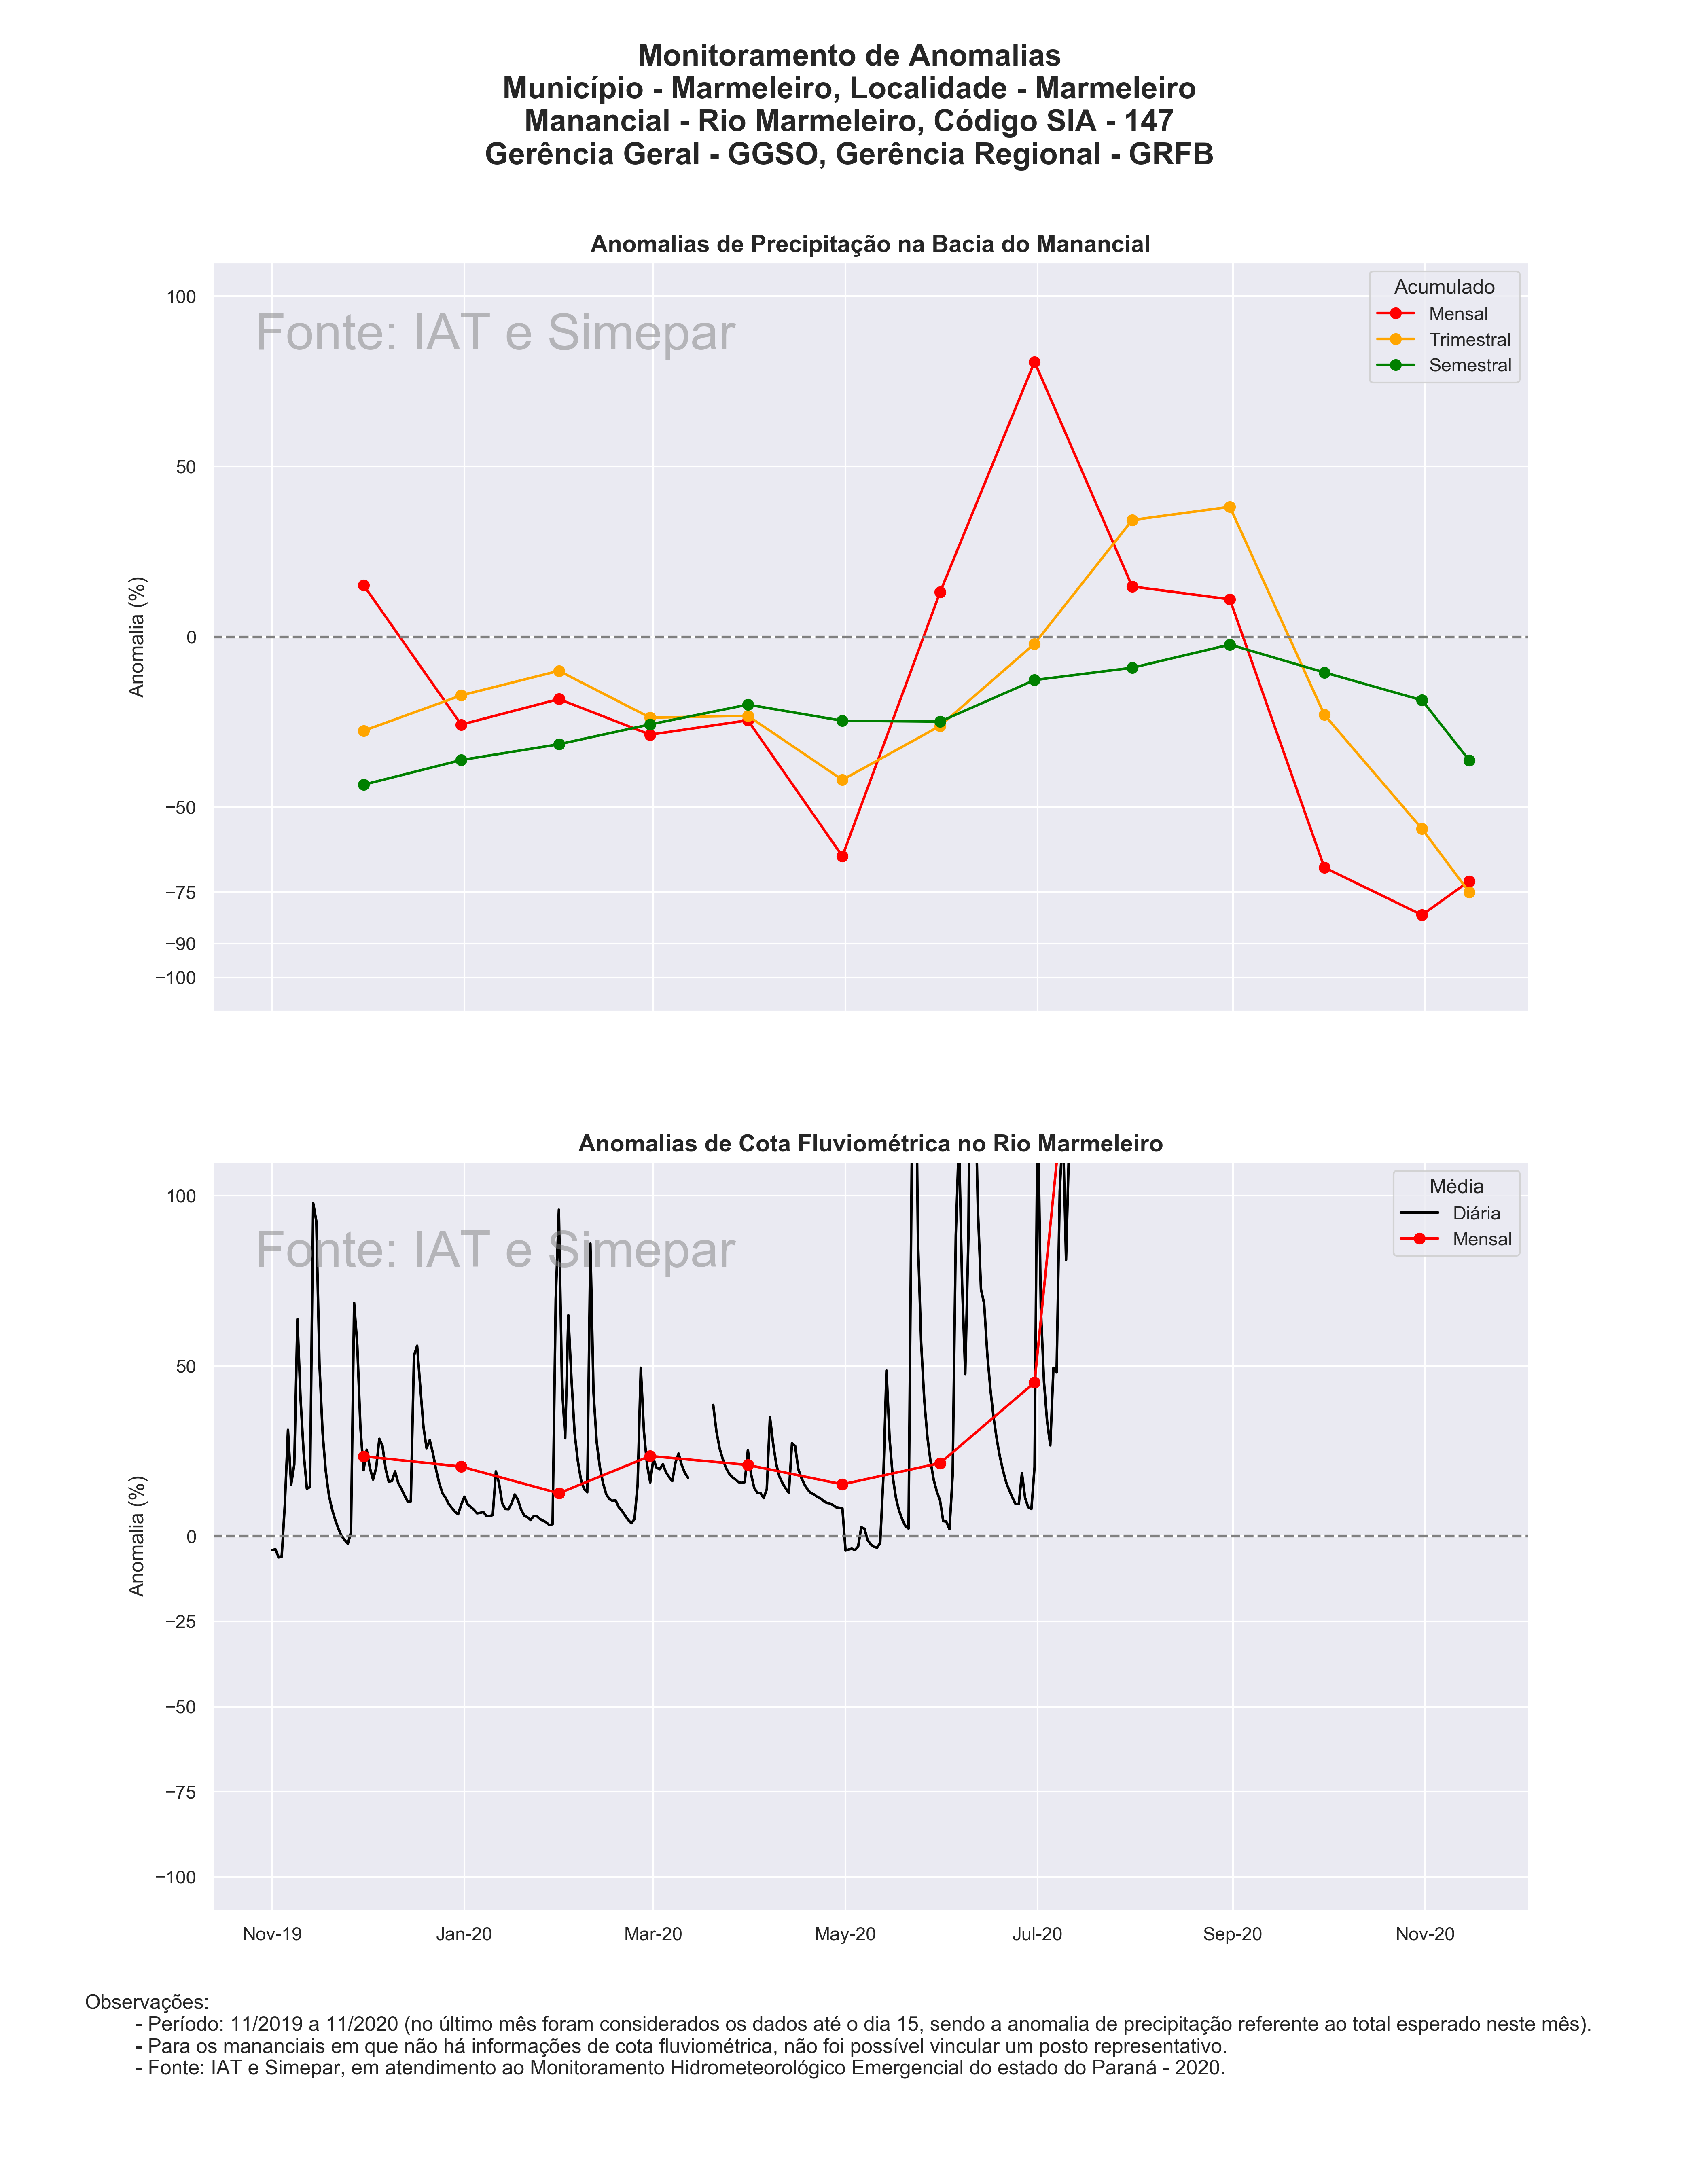 Monitoramento de Anomalias
Município - Marmeleiro, Localidade - Marmeleiro
Manancial - Rio Marmeleiro, Código SIA - 147
Gerência Geral - GGSO, Gerência Regional - GRFB
Anomalias de Precipitação na Bacia do Manancial
Fonte: IAT e Simepar
Acumulado
Mensal
Trimestral
Semestral
Anomalia (%)
100
50
0
−50
−75
−90
−100
Anomalias de Cota Fluviométrica no Rio Marmeleiro
Fonte: IAT e Simepar
Média
Diária
Mensal
Anomalia (%)
100
50
0
−25
−50
−75
−100
Nov-19 Jan-20 Mar-20 May-20 Jul-20 Sep-20 Nov-20
Observações:
- Período: 11/2019 a 11/2020 (no último mês foram considerados os dados até o dia 15, sendo a anomalia de precipitação referente ao total esperado neste mês).
- Para os mananciais em que não há informações de cota fluviométrica, não foi possível vincular um posto representativo.
- Fonte: IAT e Simepar, em atendimento ao Monitoramento Hidrometeorológico Emergencial do estado do Paraná - 2020.